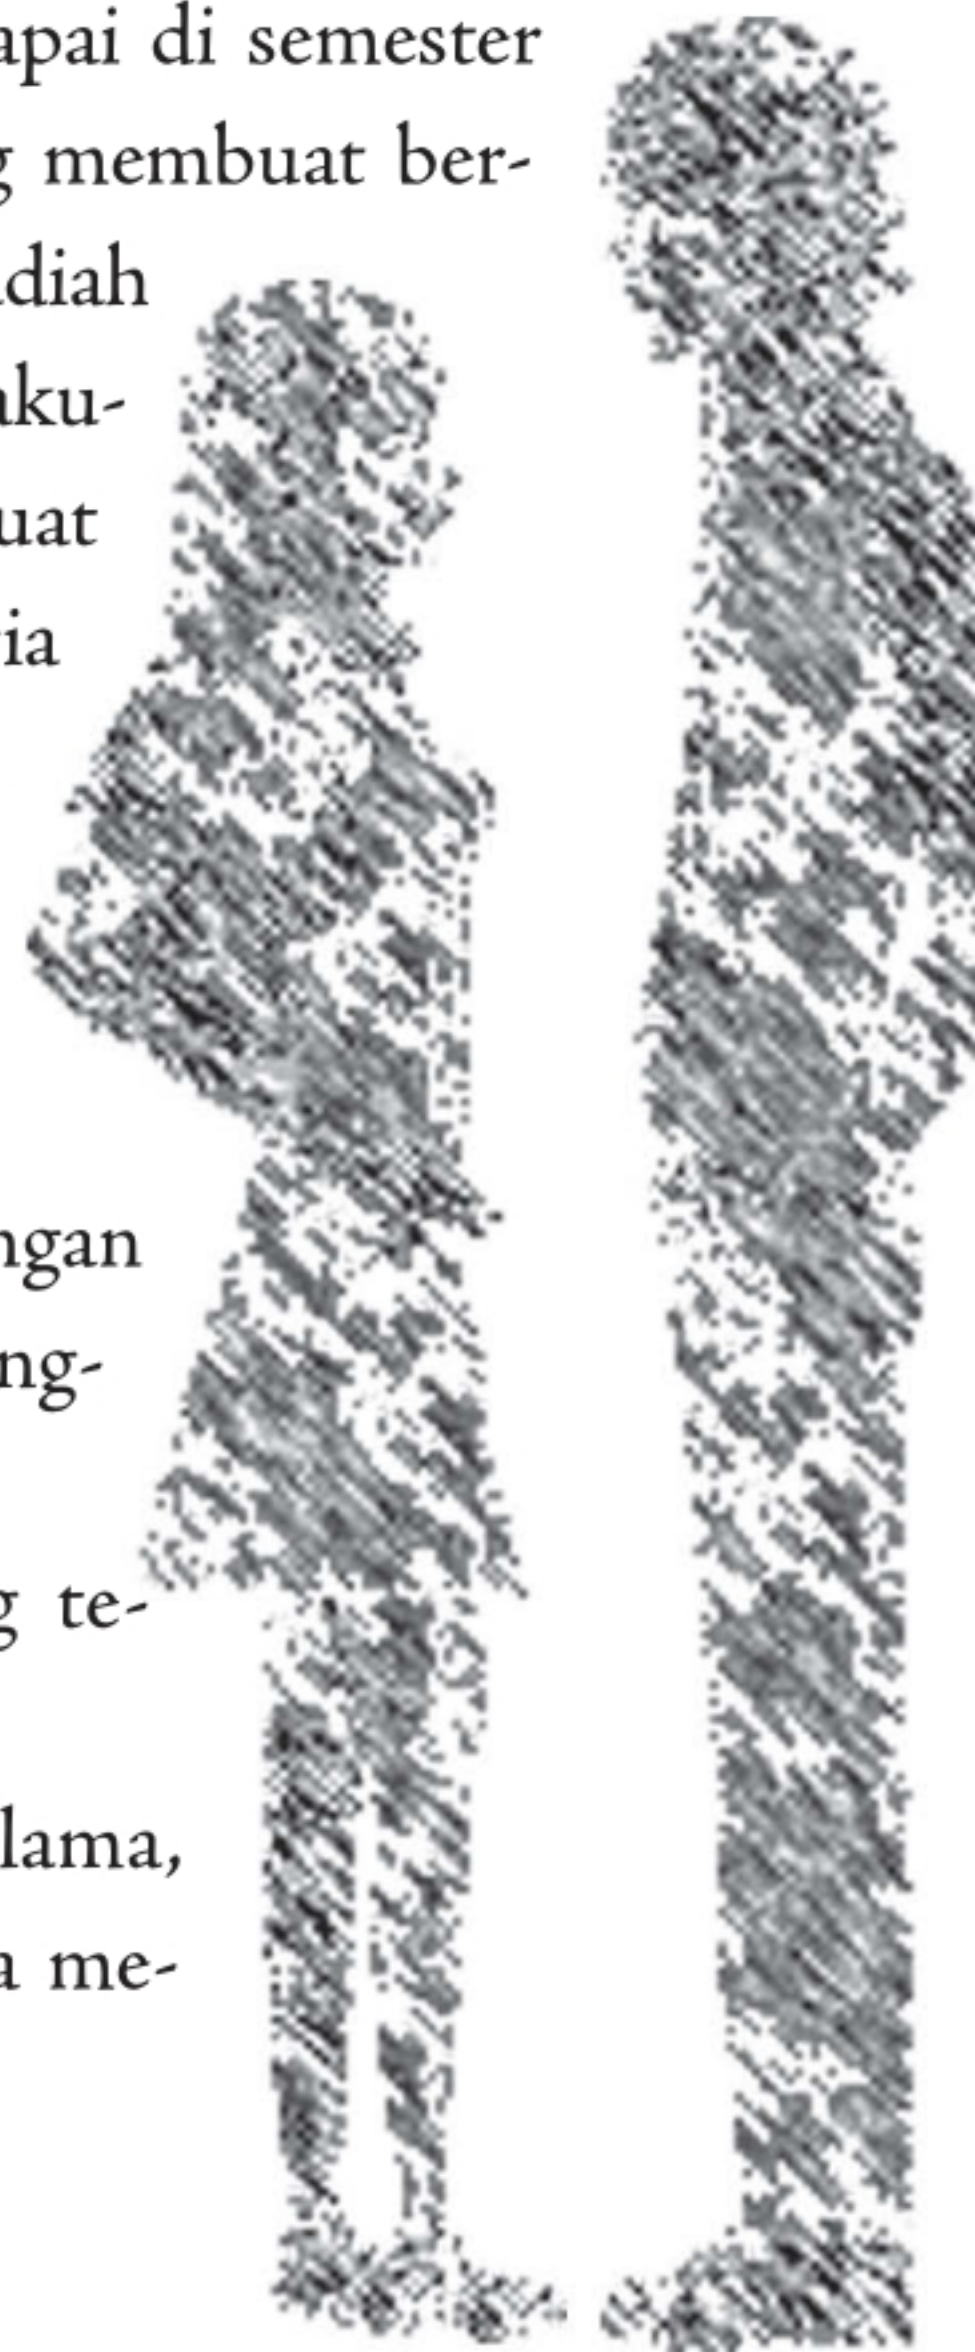 apai di semester
g membuat ber-
diah
aku-
uat
ia
ngan
ng-
g te-
lama,
a me-